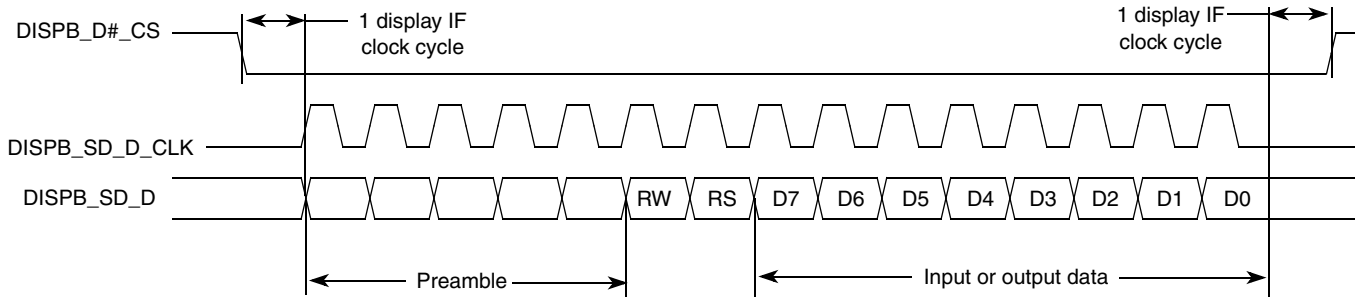 1 display IF
clock cycle
1 display IF
clock cycle
DISPB_D#_CS
DISPB_SD_D_CLK
DISPB_SD_D
RW RS D7 D6 D5 D4 D3 D2 D1 D0
Preamble
Input or output data